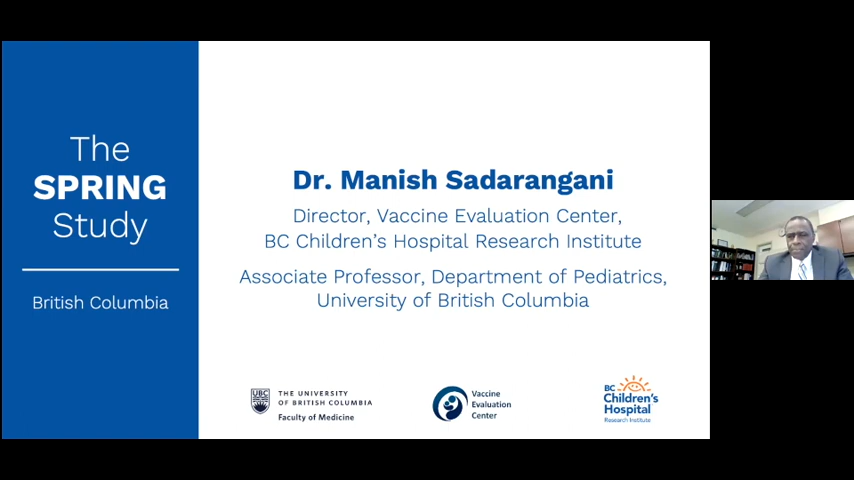 The
SPRING
Study
British Columbia
Dr. Manish Sadarangani
Director, Vaccine Evaluation Center,
BC Children's Hospital Research Institute
Associate Professor, Department of Pediatrics,
University of British Columbia
UBC
THE UNIVERSITY
OF BRITISH COLUMBIA
Faculty of Medicine
Vaccine
Evaluation
Center
BC
Children's
Hospital
Research Institute